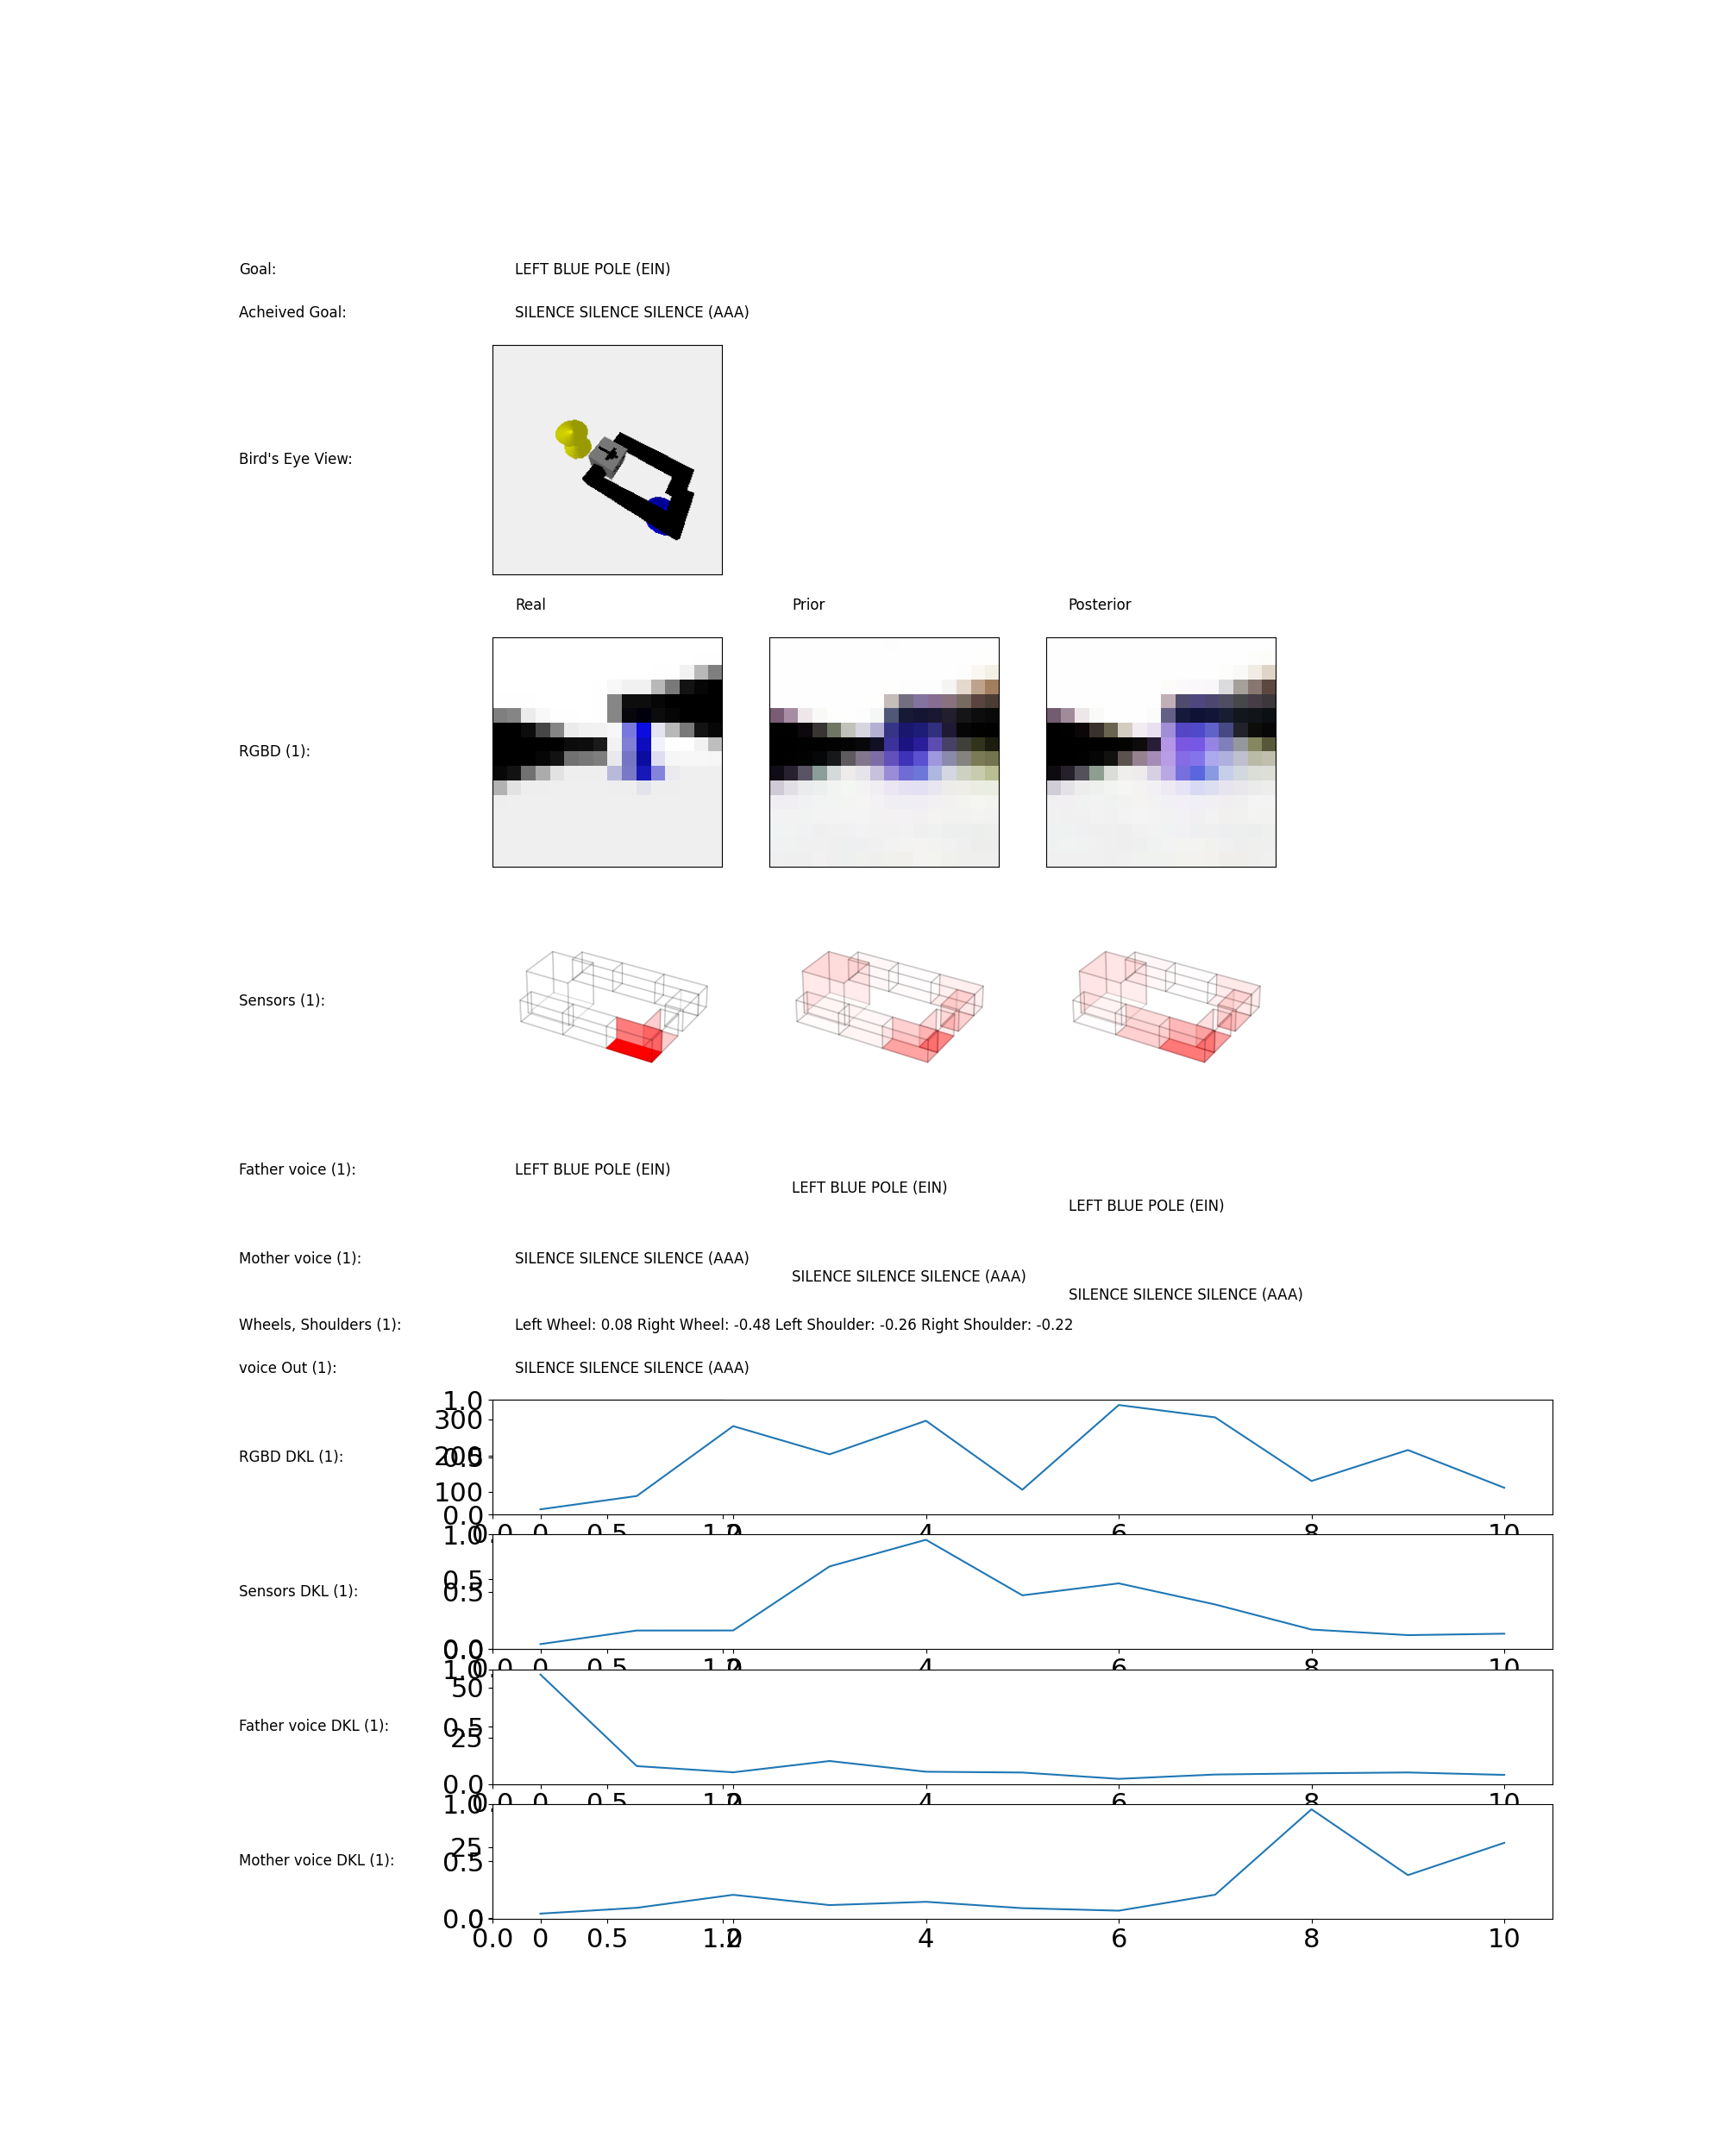 Goal: LEFT BLUE POLE (EIN)
Acheived Goal: SILENCE SILENCE SILENCE (AAA)
Bird's Eye View:
Real Prior Posterior
RGBD (1):
Sensors (1):
Father voice (1): LEFT BLUE POLE (EIN)
LEFT BLUE POLE (EIN)
LEFT BLUE POLE (EIN)
Mother voice (1): SILENCE SILENCE SILENCE (AAA)
SILENCE SILENCE SILENCE (AAA)
SILENCE SILENCE SILENCE (AAA)
Wheels, Shoulders (1): Left Wheel: 0.08 Right Wheel: -0.48 Left Shoulder: -0.26 Right Shoulder: -0.22
voice Out (1): SILENCE SILENCE SILENCE (AAA)
1.0
300
RGBD DKL (1): 200 0.5
100
0.0
0.0 0 0.5 1.0 2 4 6 8 10
1.0
0.5
Sensors DKL (1): 0.5
0.0 0.0
0.0 0 0.5 1.0 2 4 6 8 10
1.0
50
Father voice DKL (1): 0.5
25
0.0
0.0 0 0.5 1.0 2 4 6 8 10
1.0
25
Mother voice DKL (1): 0.5
0.0 0
0.0 0 0.5 1.0 2 4 6 8 10